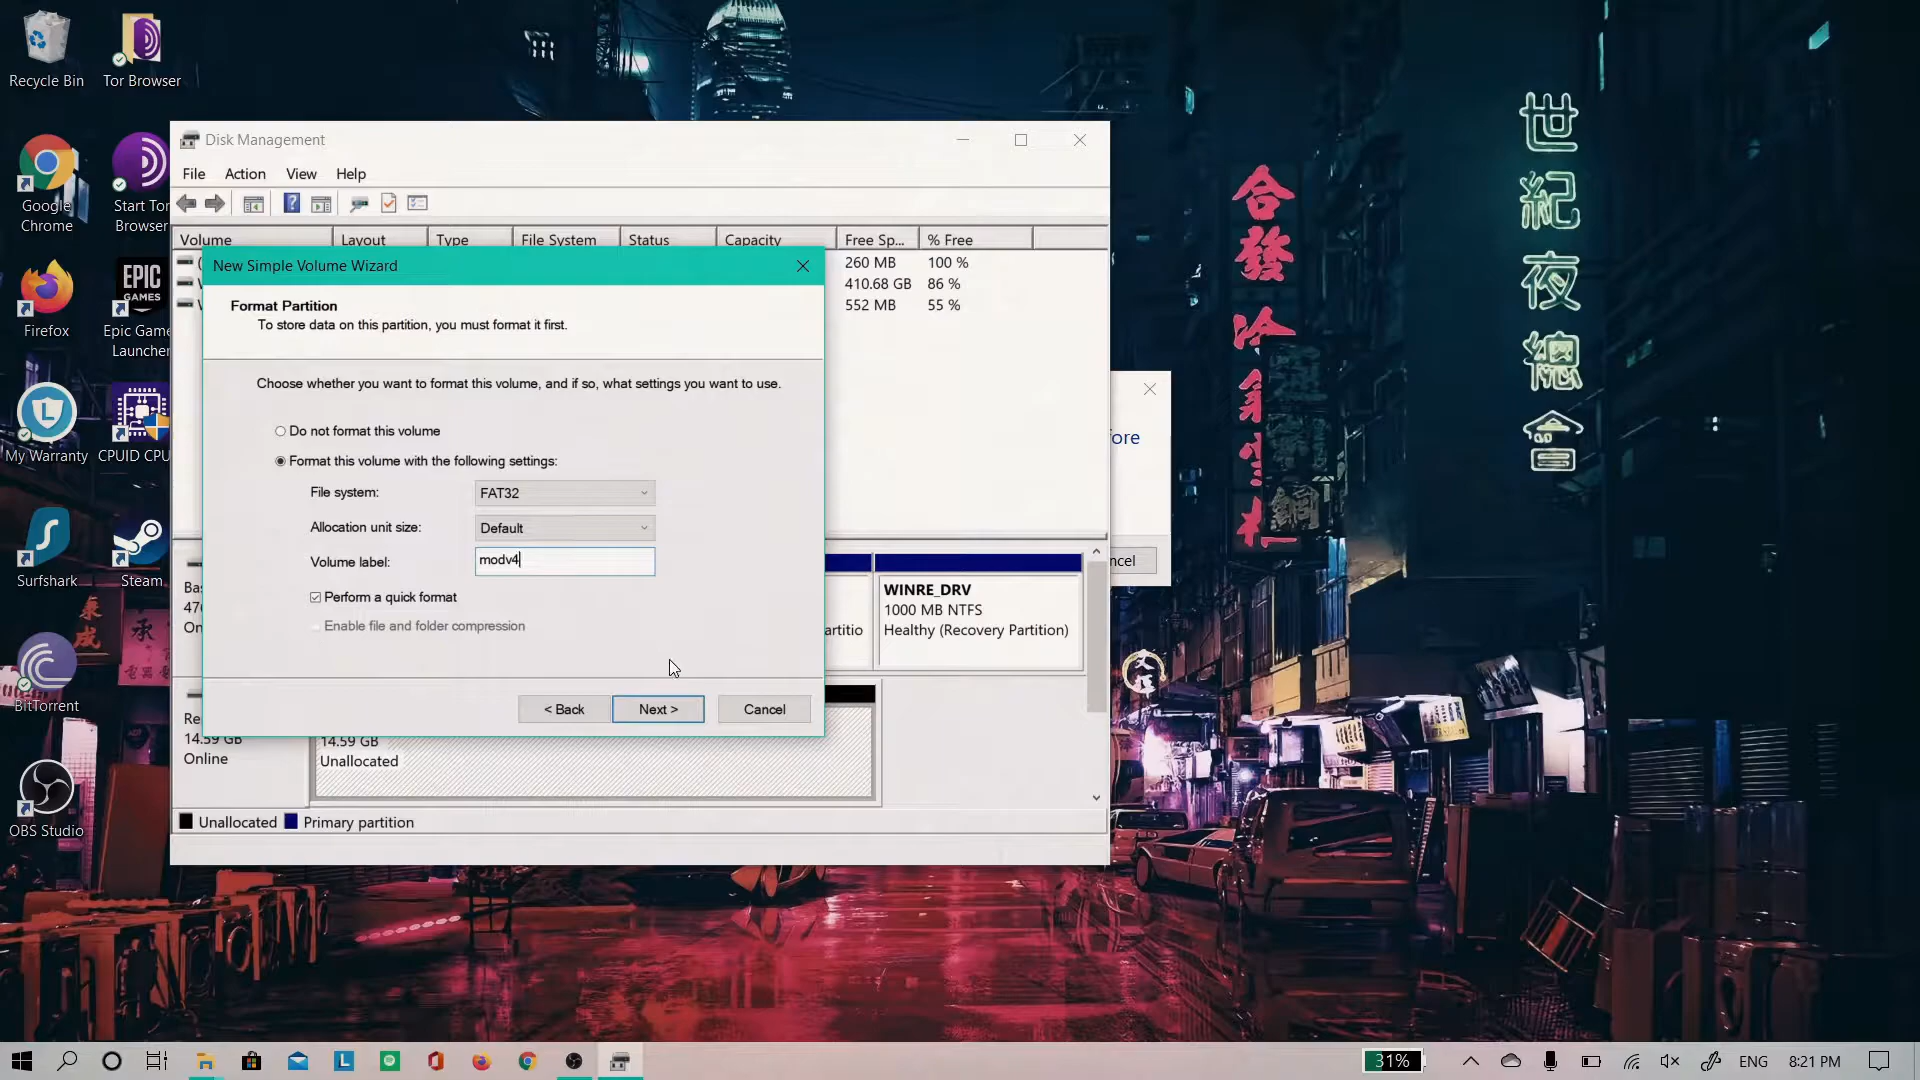 Recycle Bin
Tor Browser
Google Chrome
Start Tor Browser
Firefox
EPIC GAMES
Epic Game
Launcher
My Warranty
CPUID CPU
Surfshark
Steam
BitTorrent
OBS Studio
Disk Management
File Action View Help
Volume Layout Type File System Status Capacity Free Sp... % Free
260 MB 100 %
410.68 GB 86 %
552 MB 55 %
New Simple Volume Wizard
Format Partition
To store data on this partition, you must format it first.
Choose whether you want to format this volume, and if so, what settings you want to use.
Do not format this volume
Format this volume with the following settings:
File system: FAT32
Allocation unit size: Default
Volume label: modv4
Perform a quick format
Enable file and folder compression
< Back Next > Cancel
fore
ncel
Bas
476
On
artitio
WINRE_DRV
1000 MB NTFS
Healthy (Recovery Partition)
Re
14.59 GB
Online
14.59 GB
Unallocated
Unallocated Primary partition
世紀夜總會
合發
31%
ENG
8:21 PM